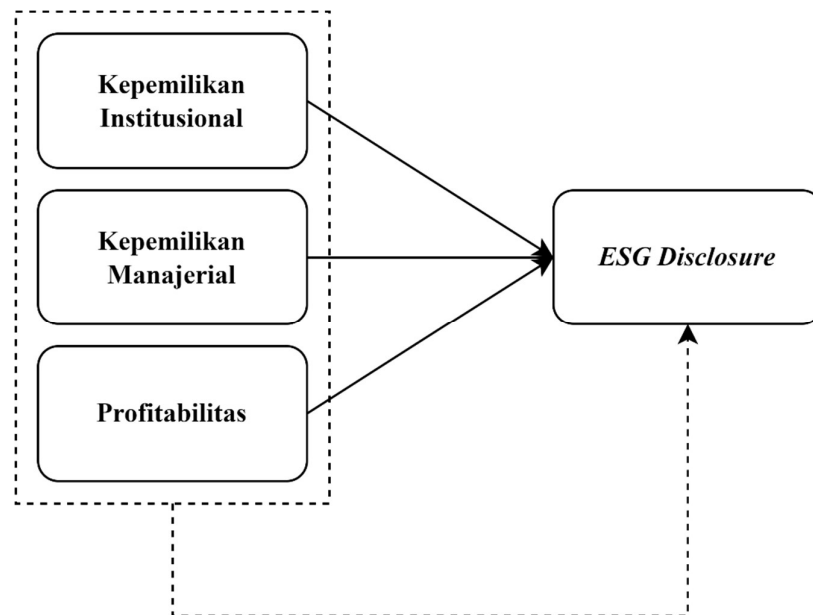 Kepemilikan
Institusional
Kepemilikan
Manajerial
ESG Disclosure
Profitabilitas